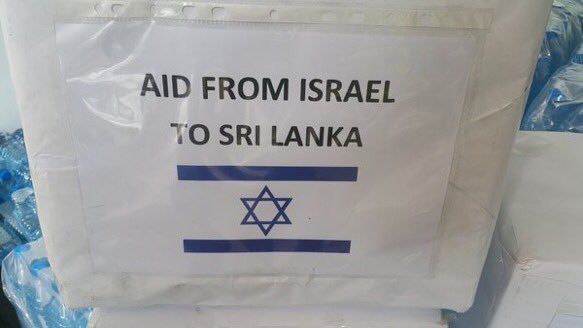 AID FROM ISRAEL
TO SRI LANKA